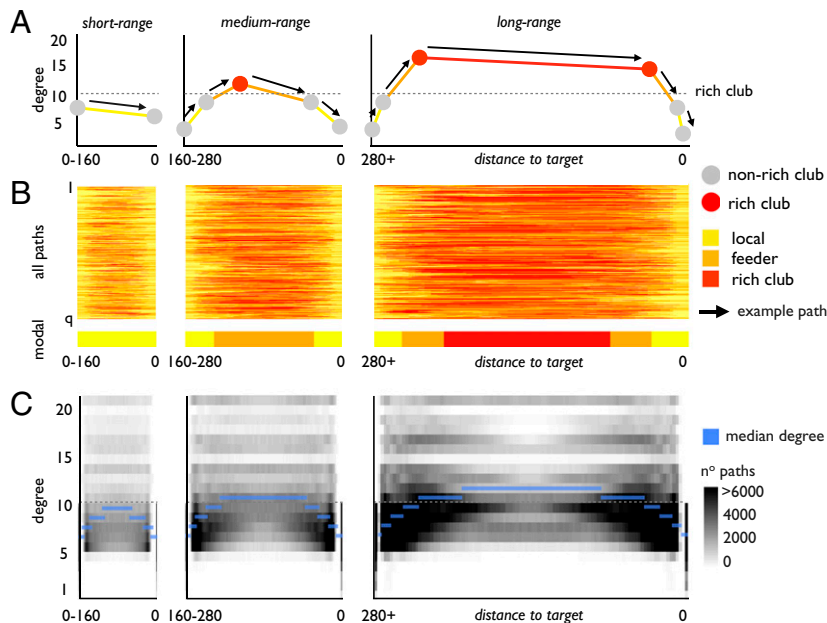 A
short-range
medium-range
long-range
degree
20
15
10
5
rich club
0-160
0
160-280
0
280+
distance to target
0
non-rich club
rich club
local
feeder
rich club
example path
B
all paths
l
q
modal
0-160
0
160-280
0
280+
distance to target
0
C
degree
20
15
10
5
l
median degree
nº paths
>6000
4000
2000
0
0-160
0
160-280
0
280+
distance to target
0